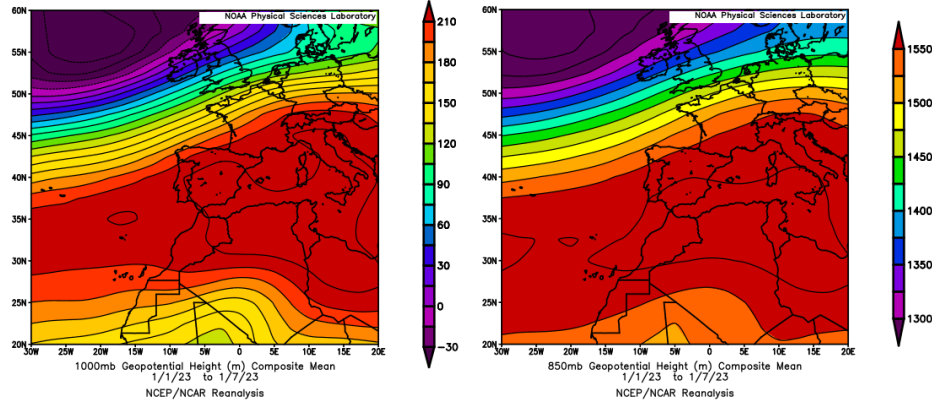 NOAA Physical Sciences Laboratory
60N
55N
50N
45N
40N
35N
30N
25N
20N
30W 25W 20W 15W 10W 5W 0 5E 10E 15E 20E
210
180
150
120
90
60
30
0
-30
1000mb Geopotential Height (m) Composite Mean
1/1/23 to 1/7/23
NCEP/NCAR Reanalysis
NOAA Physical Sciences Laboratory
60N
55N
50N
45N
40N
35N
30N
25N
20N
30W 25W 20W 15W 10W 5W 0 5E 10E 15E 20E
1550
1500
1450
1400
1350
1300
850mb Geopotential Height (m) Composite Mean
1/1/23 to 1/7/23
NCEP/NCAR Reanalysis